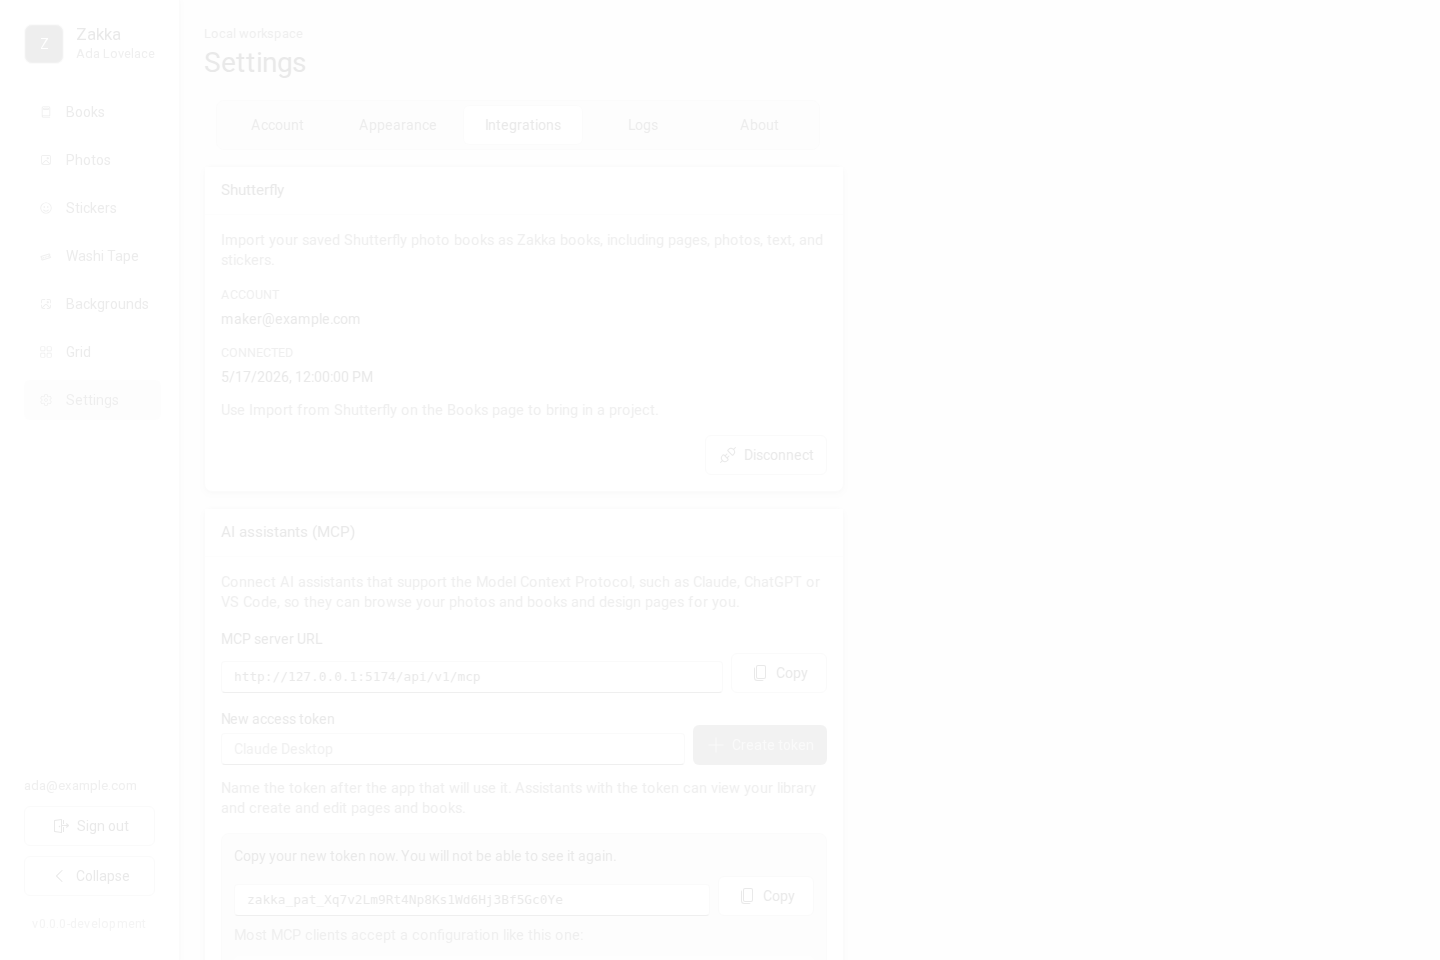 Z
Zakka
Ada Lovelace
Books
Photos
Stickers
Washi Tape
Backgrounds
Grid
Settings
ada@example.com
Sign out
Collapse
v0.0.0-development
Local workspace
Settings
Account
Appearance
Integrations
Logs
About
Shutterfly
Import your saved Shutterfly photo books as Zakka books, including pages, photos, text, and
stickers.
ACCOUNT
maker@example.com
CONNECTED
5/17/2026, 12:00:00 PM
Use Import from Shutterfly on the Books page to bring in a project.
Disconnect
AI assistants (MCP)
Connect AI assistants that support the Model Context Protocol, such as Claude, ChatGPT or
VS Code, so they can browse your photos and books and design pages for you.
MCP server URL
http://127.0.0.1:5174/api/v1/mcp
Copy
New access token
Claude Desktop
Create token
Name the token after the app that will use it. Assistants with the token can view your library
and create and edit pages and books.
Copy your new token now. You will not be able to see it again.
zakka_pat_Xq7v2Lm9Rt4Np8Ks1Wd6Hj3Bf5Gc0Ye
Copy
Most MCP clients accept a configuration like this one: